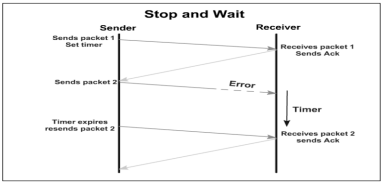 Stop and Wait
Sender
Receiver
Sends packet 1
Set timer
Receives packet 1
Sends Ack
Sends packet 2
Error
Timer
Timer expires
resends packet 2
Receives packet 2
sends Ack